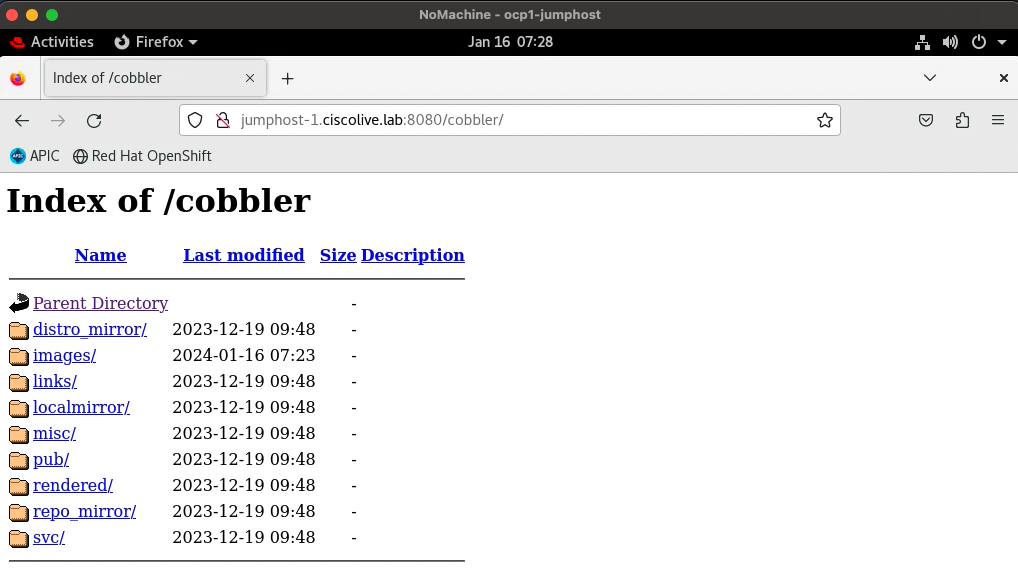 NoMachine - ocp1-jumphost
Activities Firefox Jan 16 07:28
Index of /cobbler
jumphost-1.ciscolive.lab:8080/cobbler/
APIC APIC Red Hat OpenShift
Index of /cobbler
Name Last modified Size Description
Parent Directory -
distro_mirror/ 2023-12-19 09:48 -
images/ 2024-01-16 07:23 -
links/ 2023-12-19 09:48 -
localmirror/ 2023-12-19 09:48 -
misc/ 2023-12-19 09:48 -
pub/ 2023-12-19 09:48 -
rendered/ 2023-12-19 09:48 -
repo_mirror/ 2023-12-19 09:48 -
svc/ 2023-12-19 09:48 -